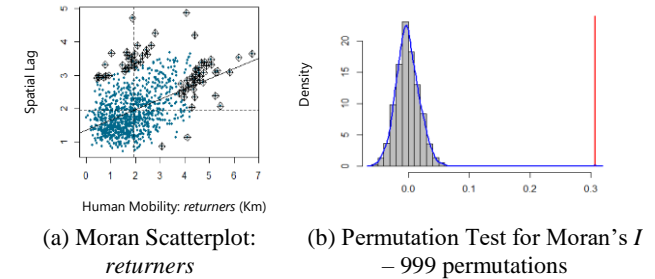 Spatial Lag
5
4
3
2
1
0 1 2 3 4 5 6 7
Human Mobility: returners (Km)
(a) Moran Scatterplot:
returners
Density
20
15
10
5
0
0.0 0.1 0.2 0.3
(b) Permutation Test for Moran's I
– 999 permutations